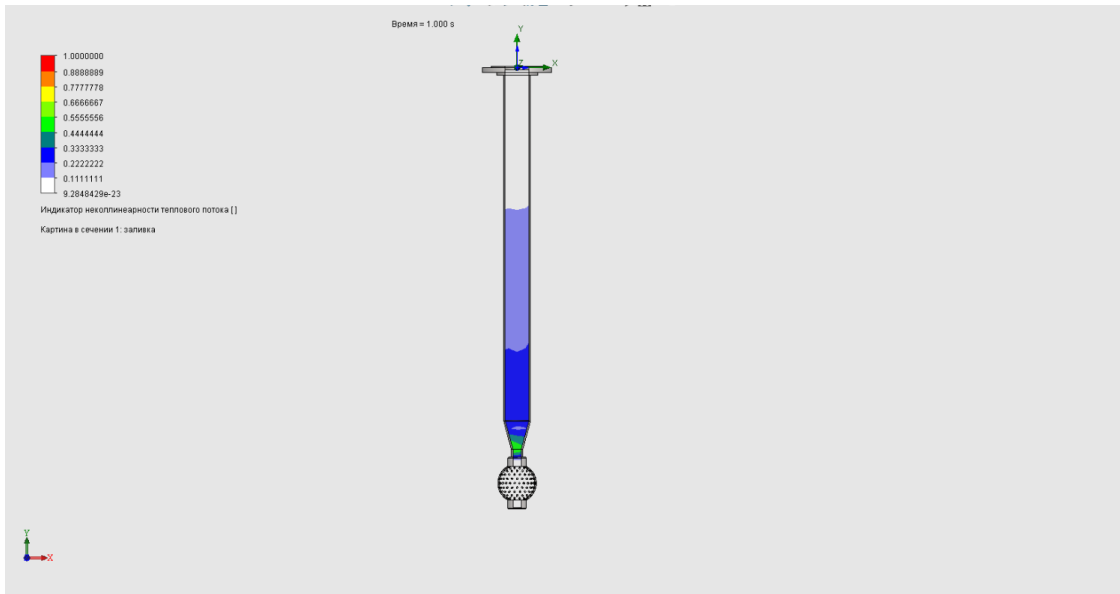 Время = 1.000 s
Y
X
Z
1.0000000
0.8888889
0.7777778
0.6666667
0.5555556
0.4444444
0.3333333
0.2222222
0.1111111
9.2848429e-23
Индикатор неколлинеарности теплового потока [ ]
Картина в сечении 1: заливка
Y
X